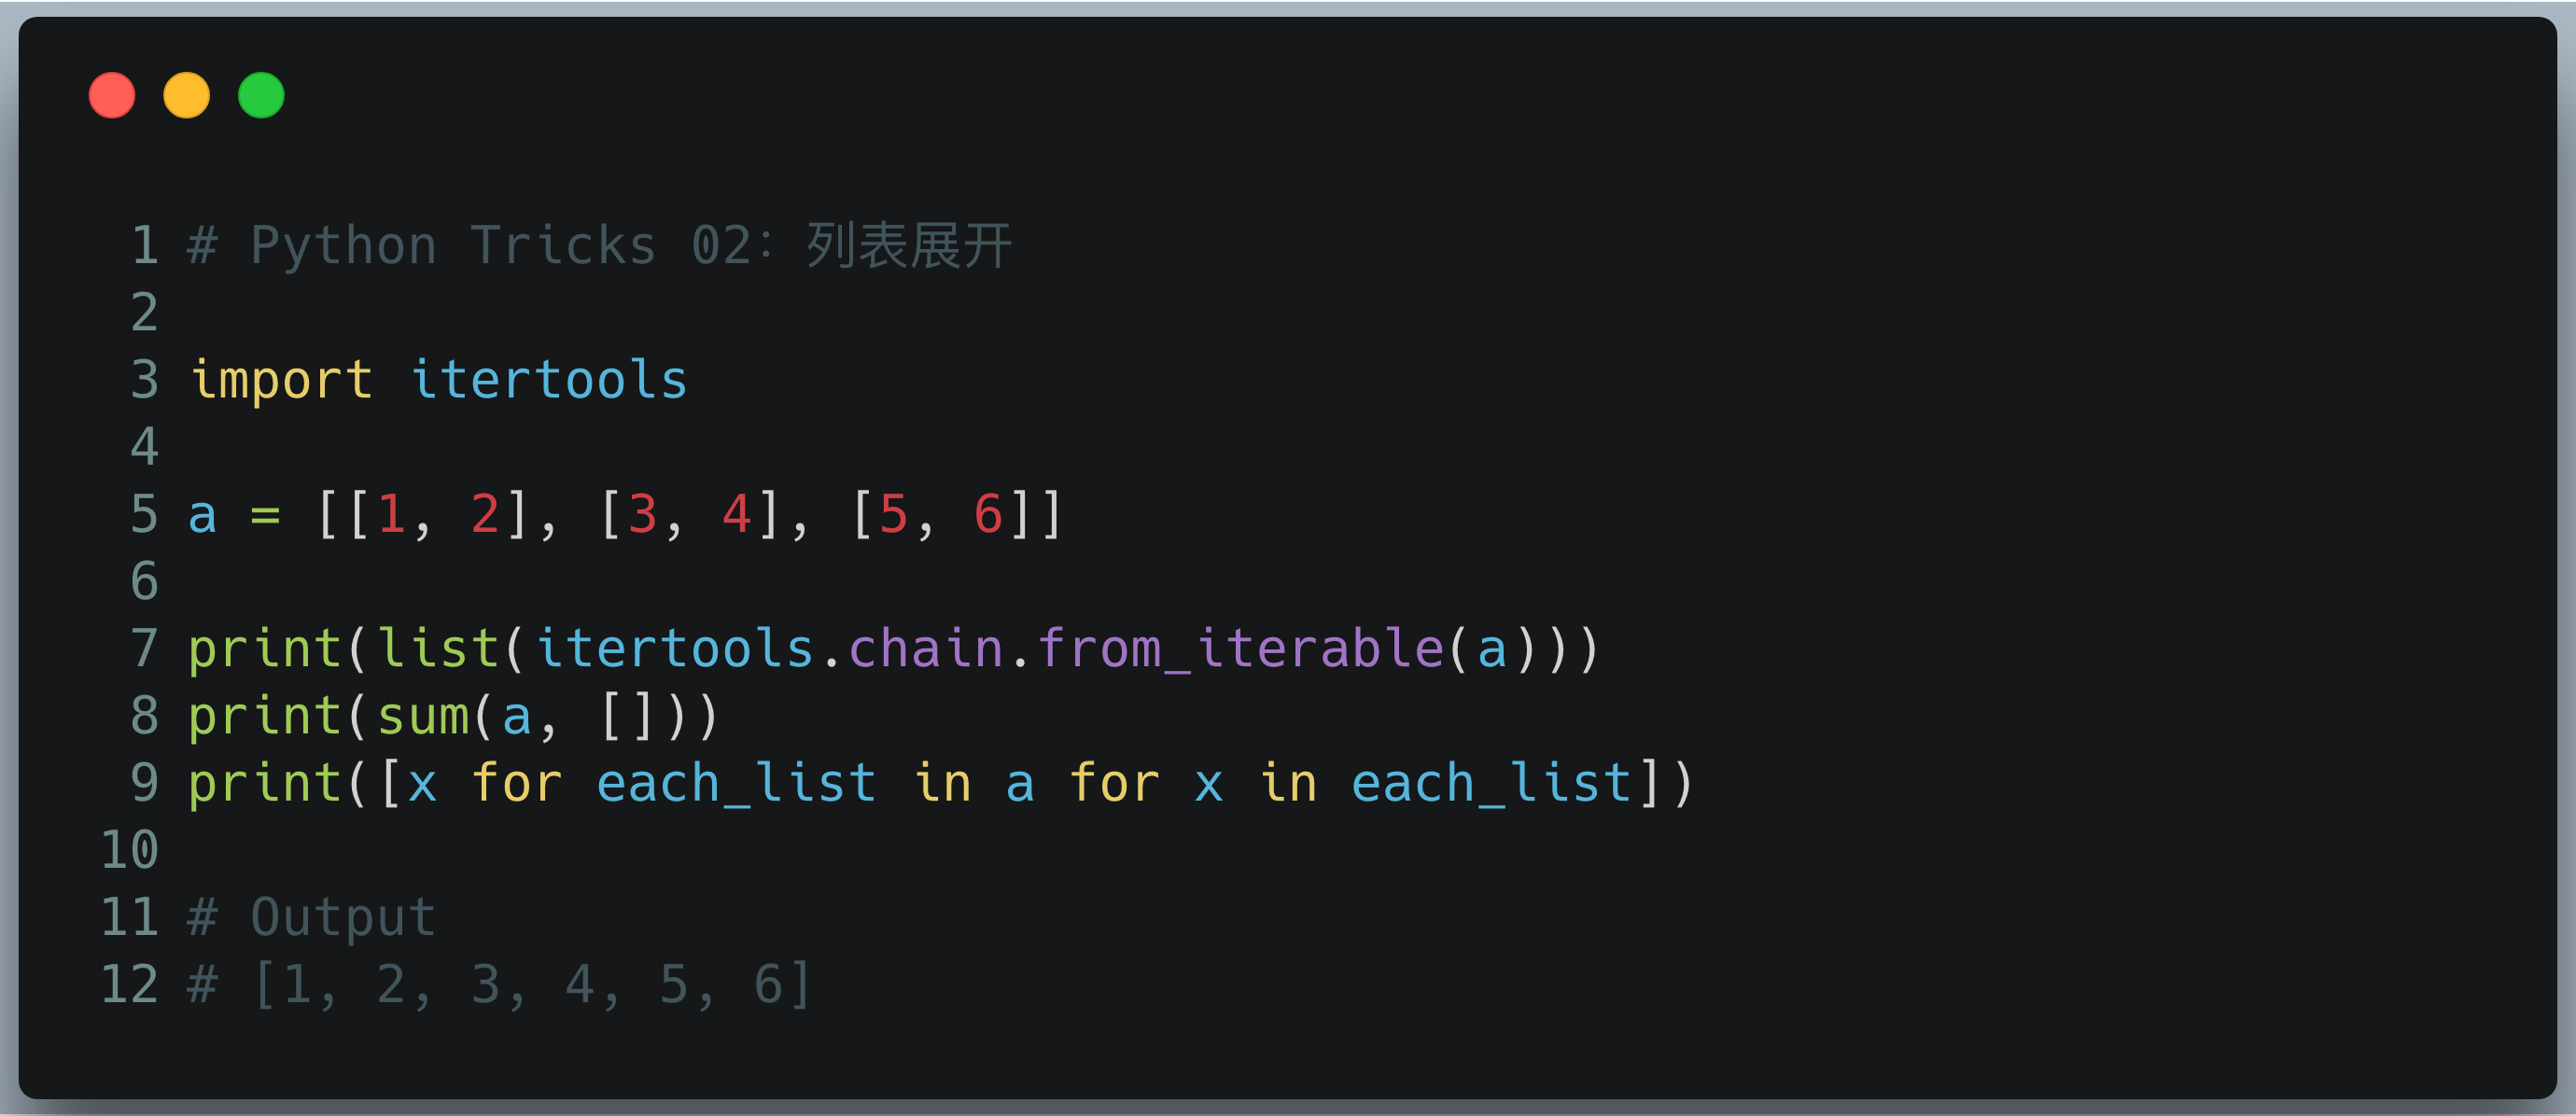 1 # Python Tricks 02: 列表展开
2
3 import itertools
4
5 a = [[1, 2], [3, 4], [5, 6]]
6
7 print(list(itertools.chain.from_iterable(a)))
8 print(sum(a, []))
9 print([x for each_list in a for x in each_list])
10
11 # Output
12 # [1, 2, 3, 4, 5, 6]